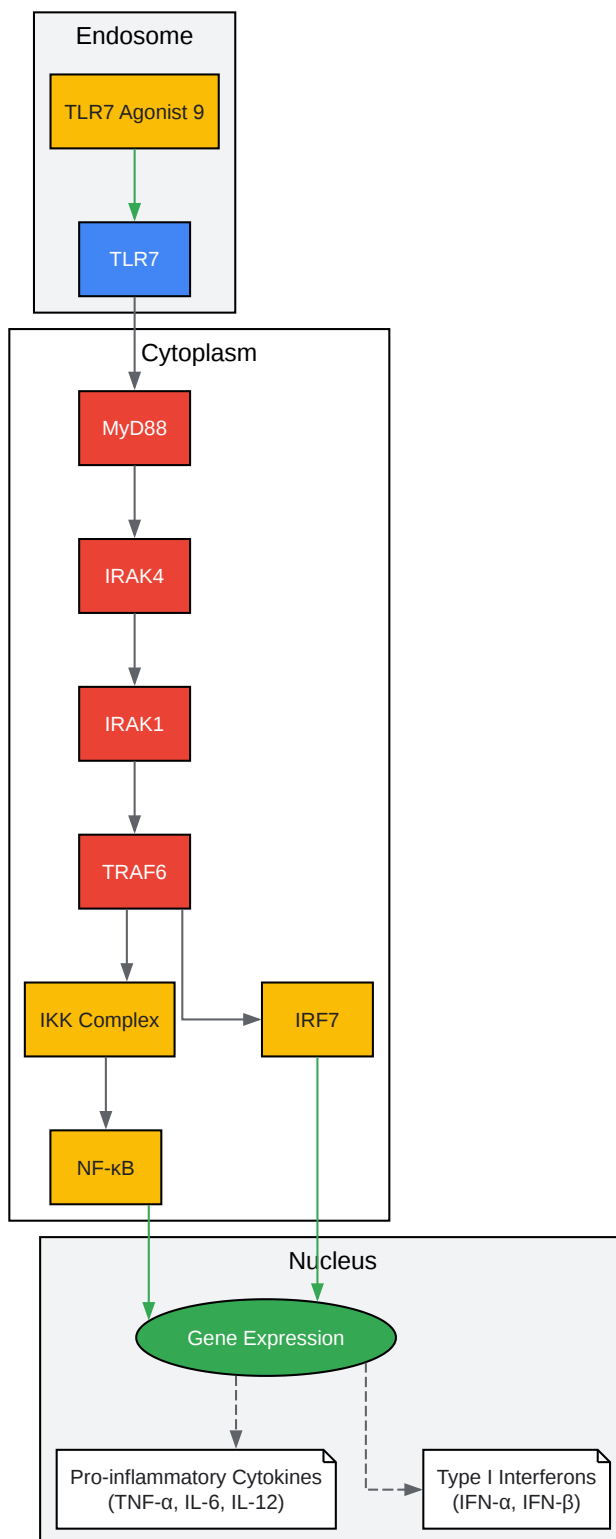 Endosome
TLR7 Agonist 9
TLR7
Cytoplasm
MyD88
IRAK4
IRAK1
TRAF6
IKK Complex
IRF7
NF-κB
Nucleus
Gene Expression
Pro-inflammatory Cytokines
(TNF-α, IL-6, IL-12)
Type I Interferons
(IFN-α, IFN-β)